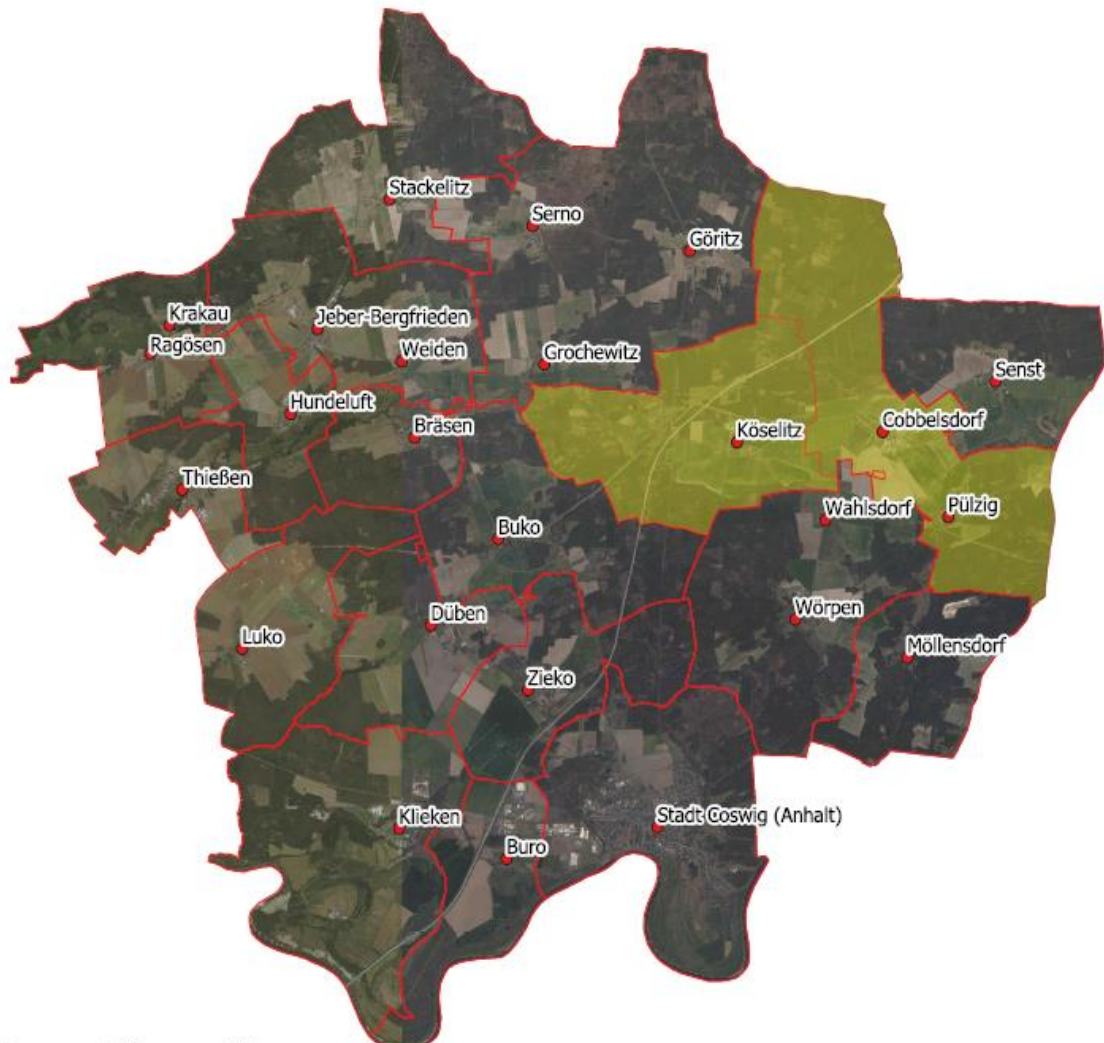 Stackelitz
Serno
Göritz
Krakau
Jeber-Bergfrieden
Ragösen
Weiden
Grochewitz
Senst
Hundeluft
Bräsen
Köselitz
Cobbelsdorf
Thießen
Wahlsdorf
Pülzig
Buko
Düben
Wörpen
Luko
Möllensdorf
Zieko
Klieken
Stadt Coswig (Anhalt)
Buro